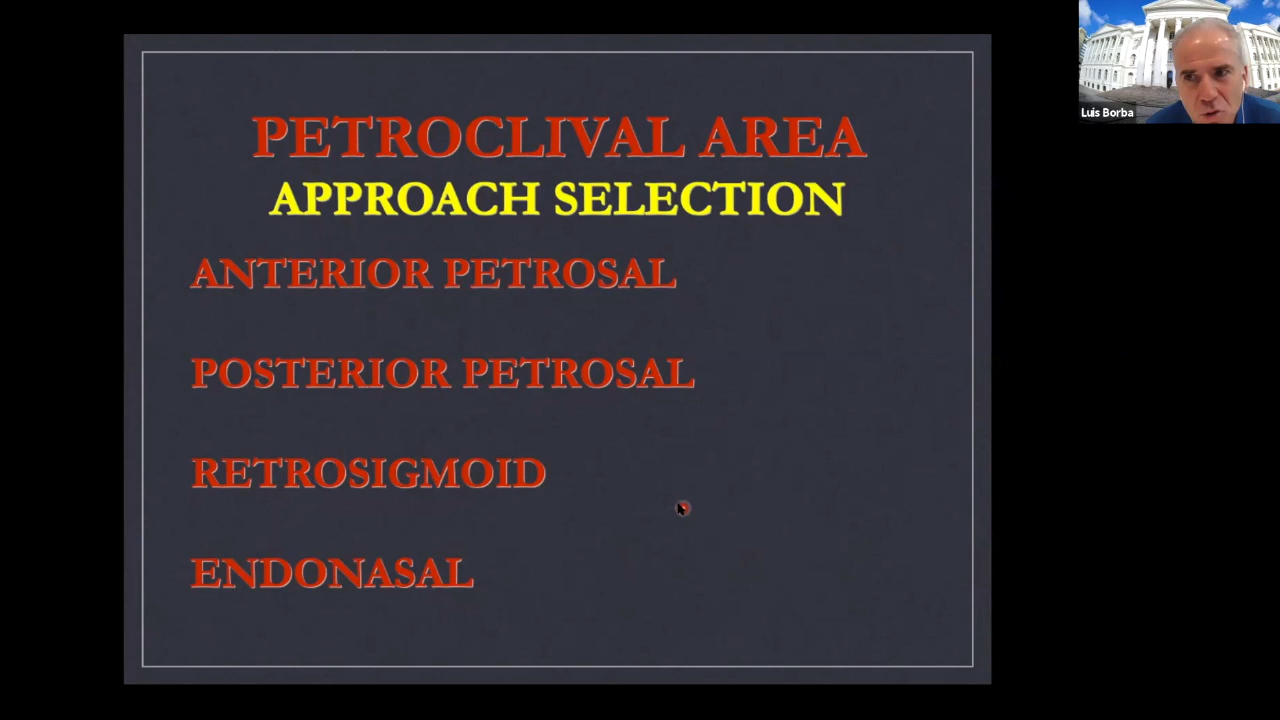 PETROCLIVAL AREA
APPROACH SELECTION
ANTERIOR PETROSAL
POSTERIOR PETROSAL
RETROSIGMOID
ENDONASAL
Luis Borba